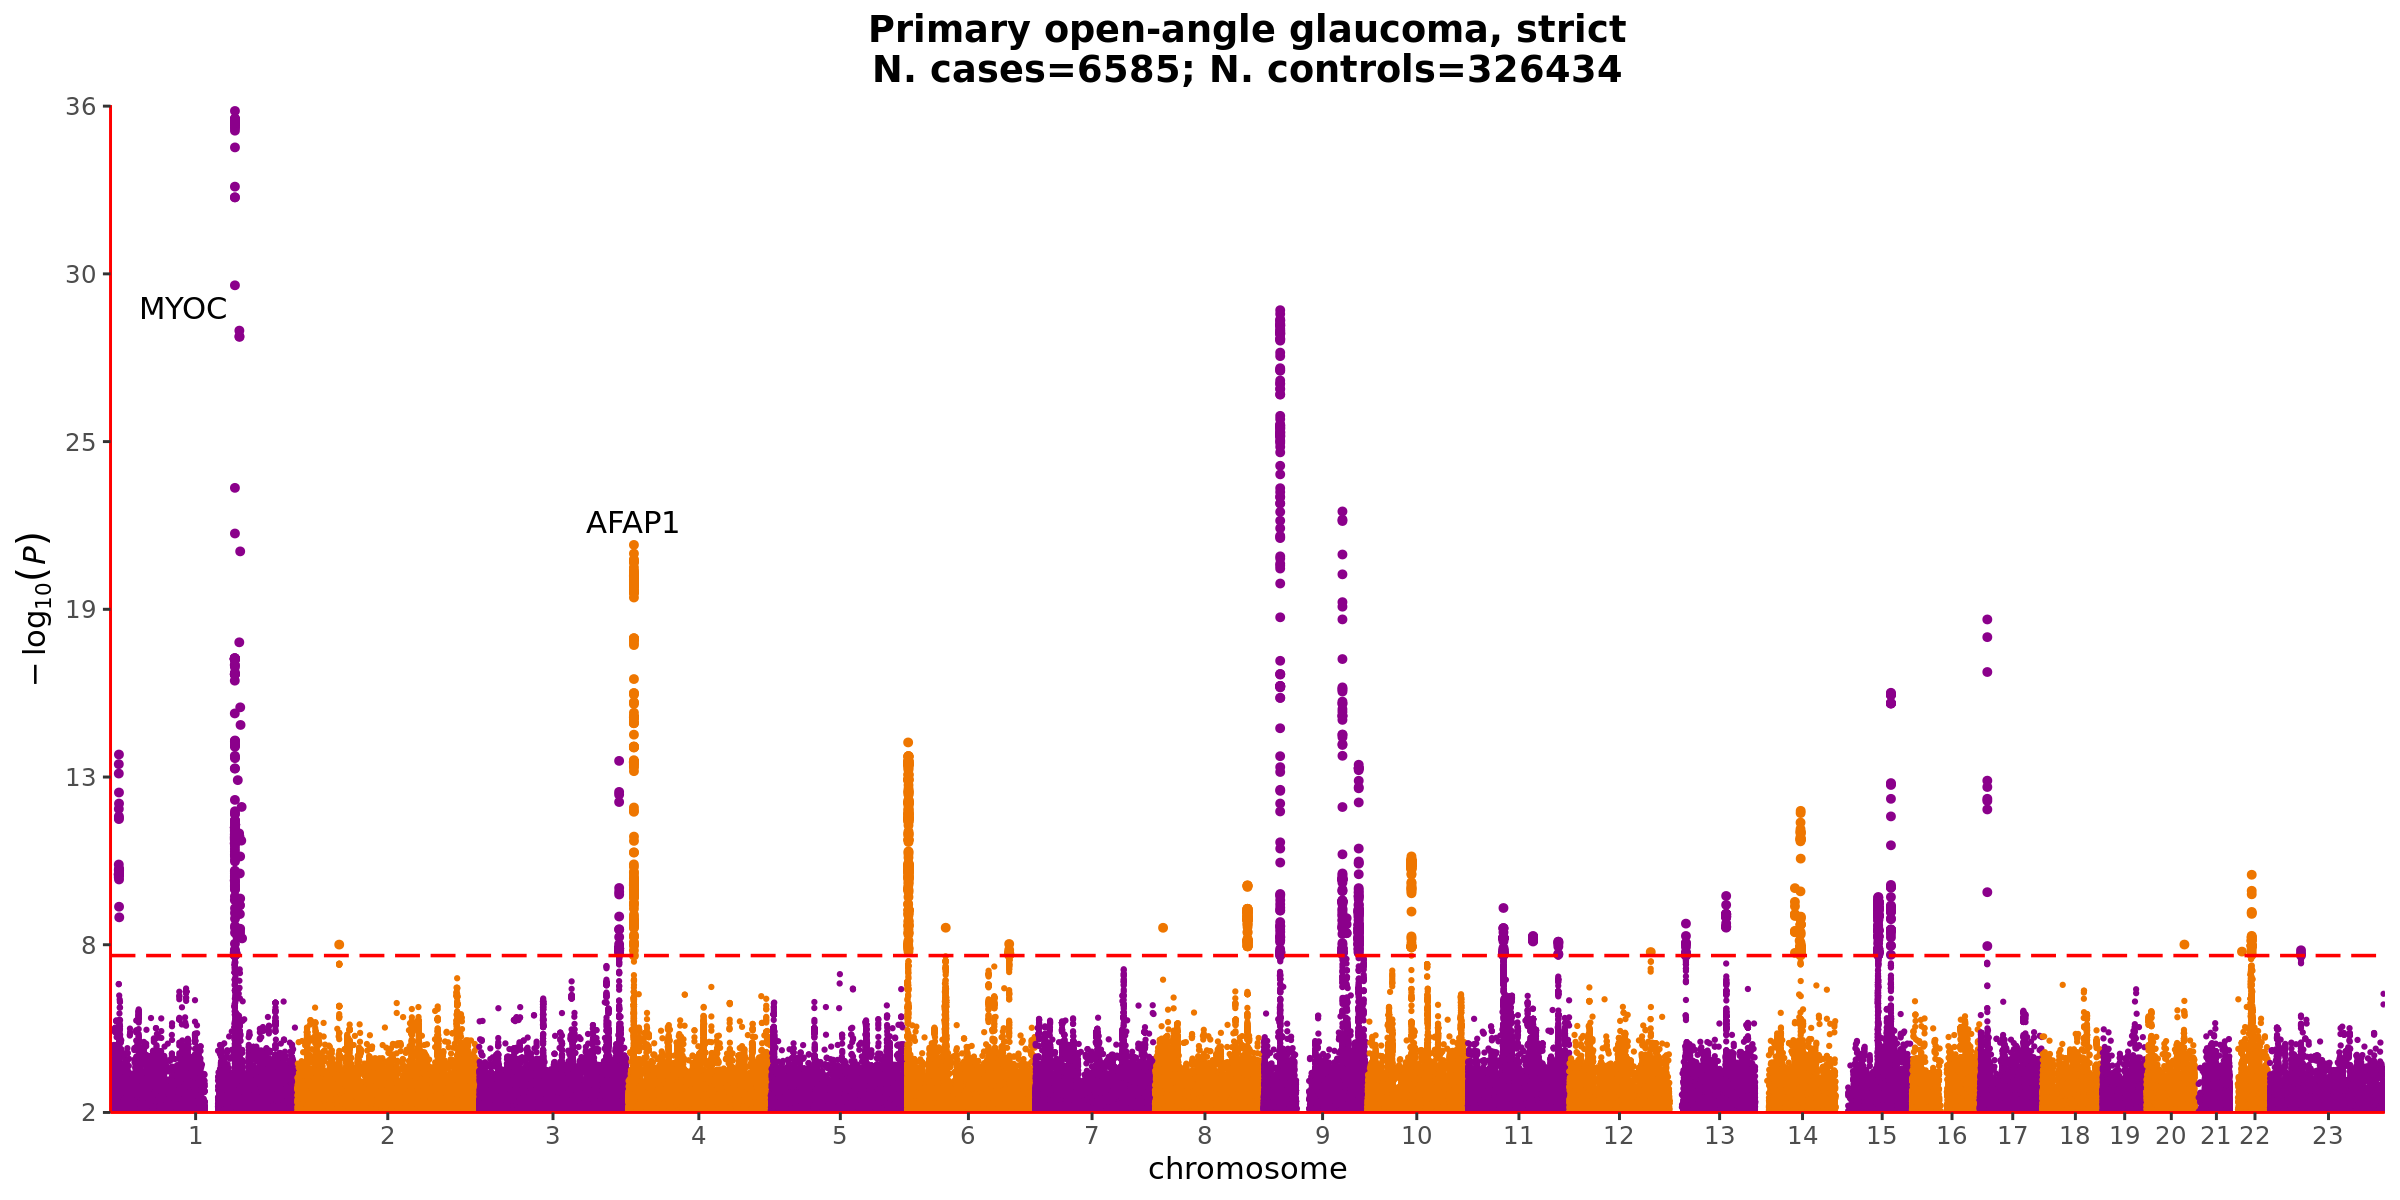 Primary open-angle glaucoma, strict
N. cases=6585; N. controls=326434
36
30
25
19
13
8
2
− log10(P)
MYOC
AFAP1
1 2 3 4 5 6 7 8 9 10 11 12 13 14 15 16 17 18 19 20 21 22 23
chromosome